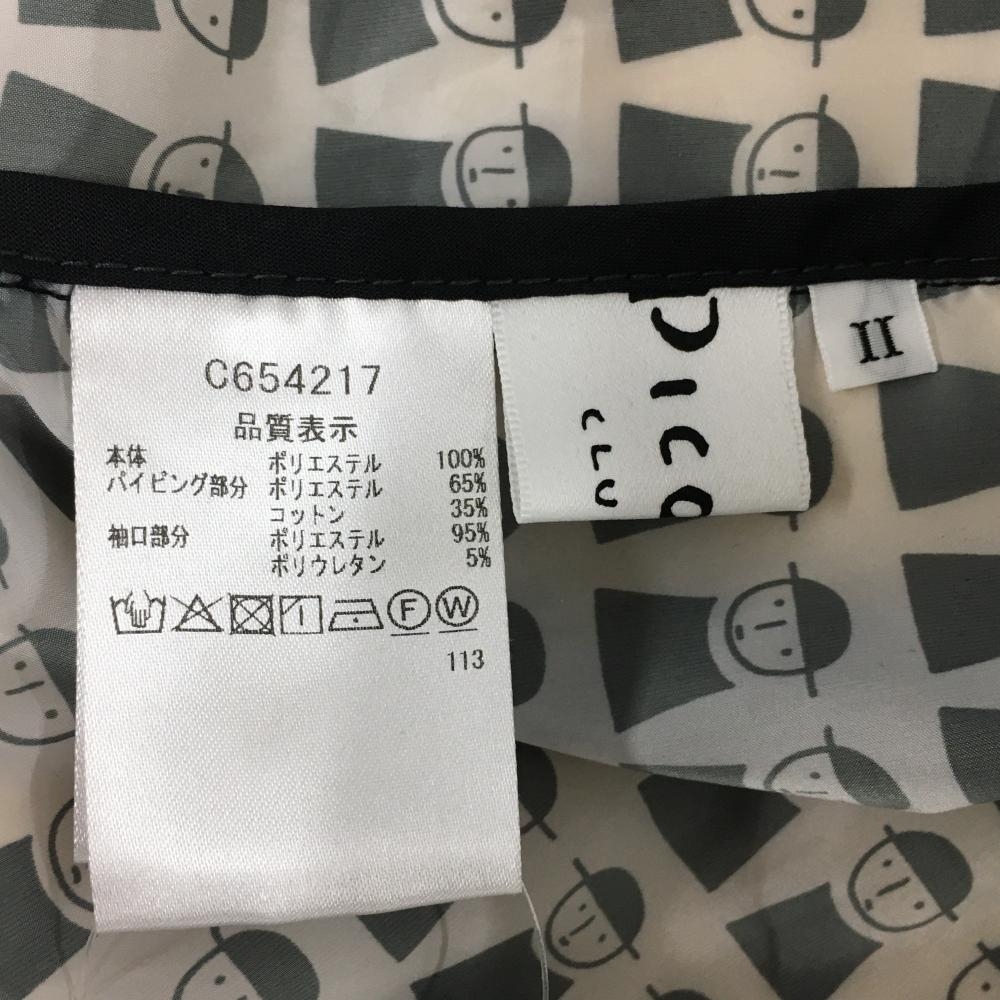 C654217
品質表示
本体 ポリエステル 100%
パイピング部分 ポリエステル 65%
コットン 35%
袖口部分 ポリエステル 95%
ポリウレタン 5%
F W
113
II